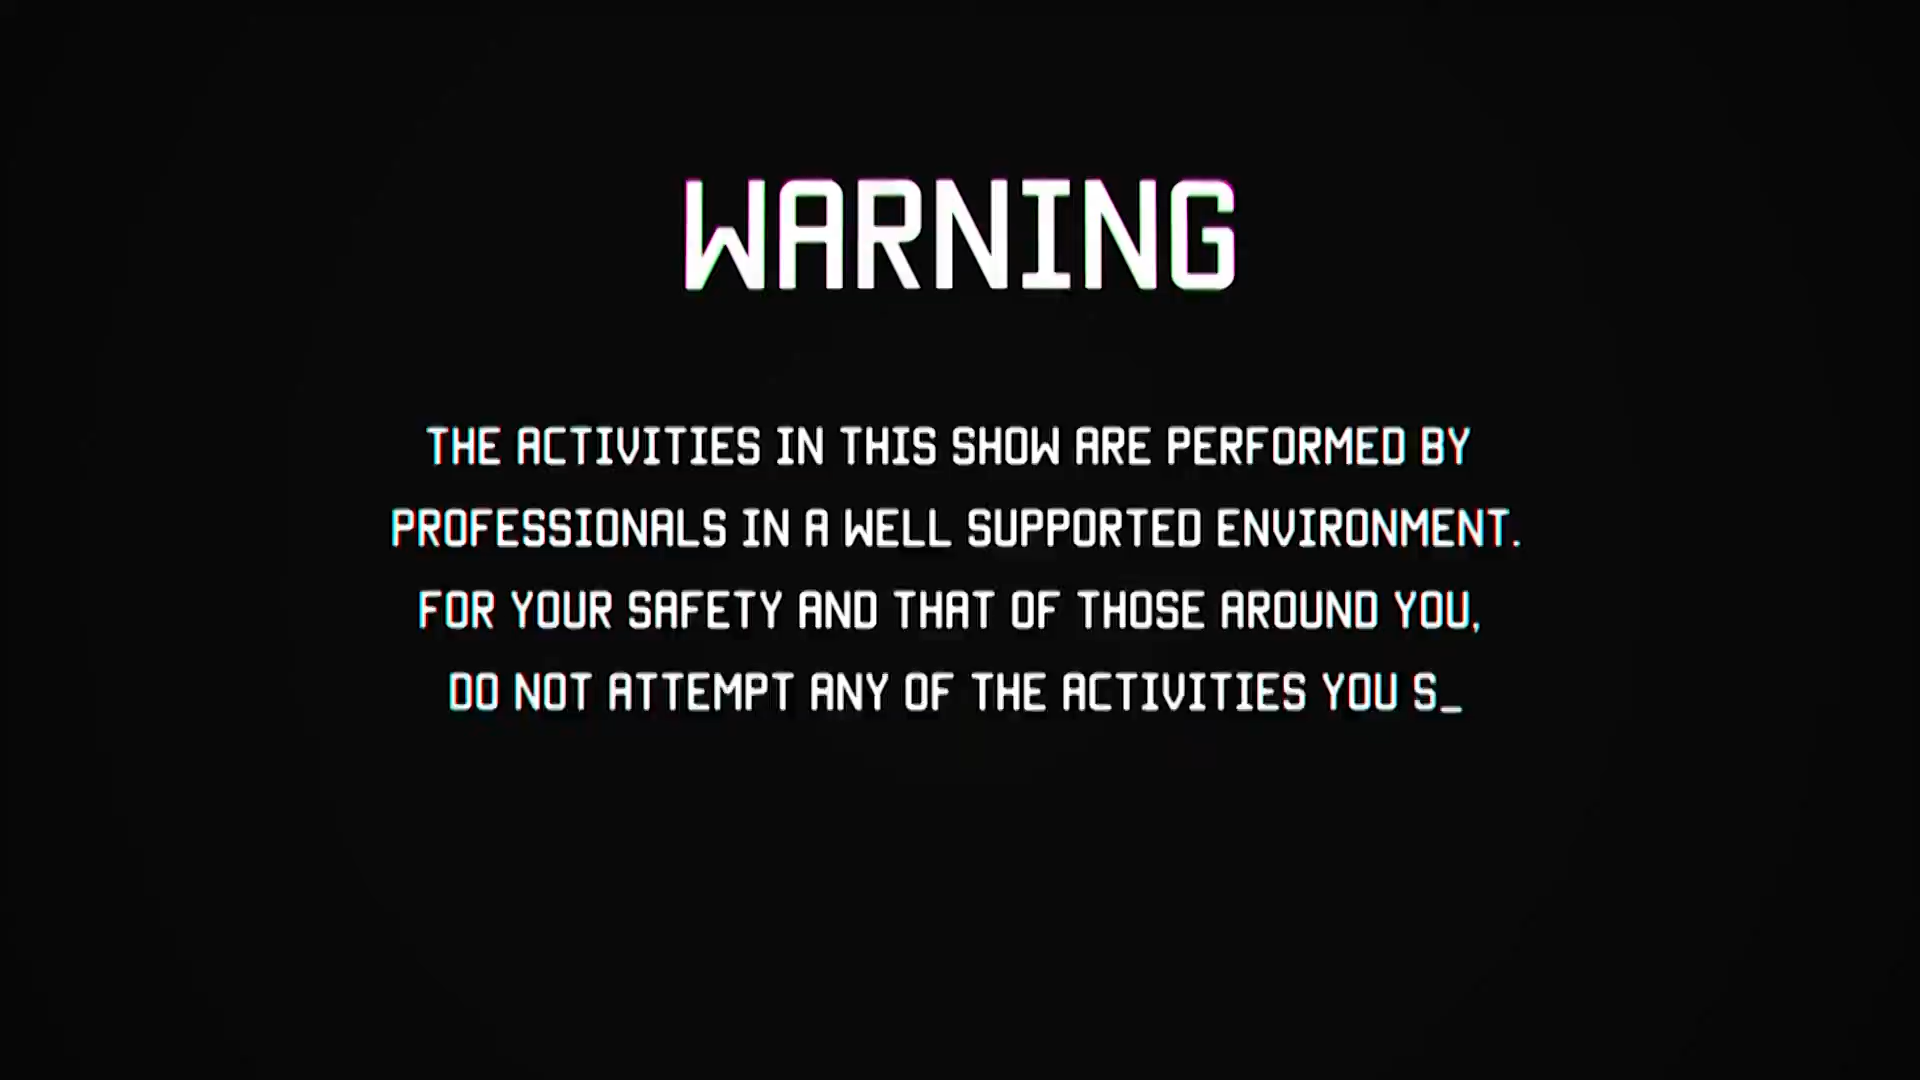 WARNING
THE ACTIVITIES IN THIS SHOW ARE PERFORMED BY
PROFESSIONALS IN A WELL SUPPORTED ENVIRONMENT.
FOR YOUR SAFETY AND THAT OF THOSE AROUND YOU,
DO NOT ATTEMPT ANY OF THE ACTIVITIES YOU S_